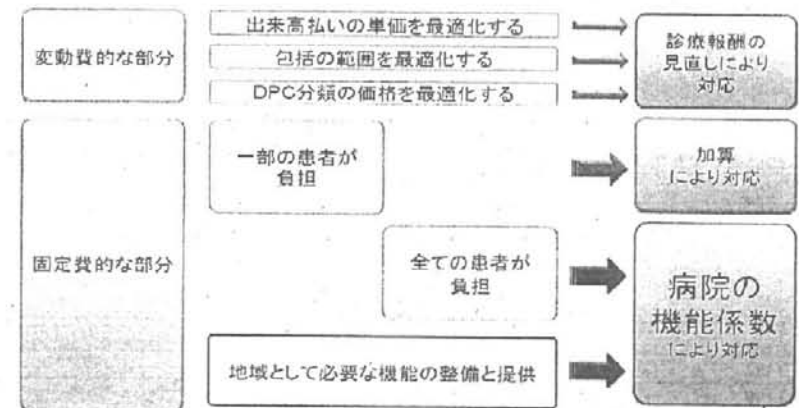 変動費的な部分
出来高払いの単価を最適化する
包括の範囲を最適化する
DPC分類の価格を最適化する
診療報酬の
見直しにより
対応
固定費的な部分
一部の患者が
負担
加算
により対応
全ての患者が
負担
地域として必要な機能の整備と提供
病院の
機能係数
により対応